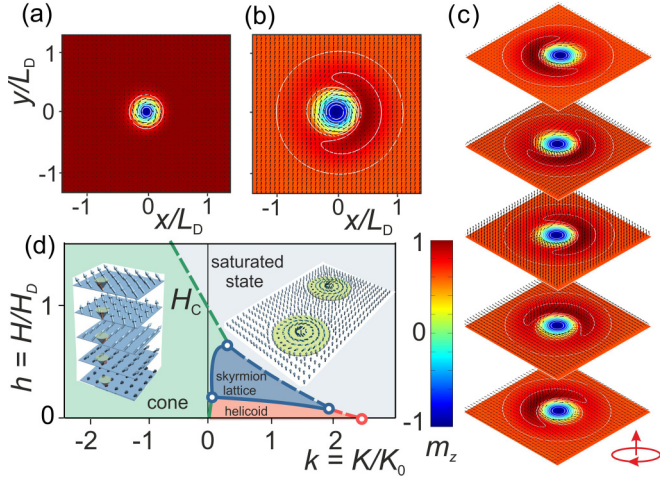 (a)
(b)
(c)
y/L_D
1
0
-1
-1
0
1
x/L_D
-1
0
1
x/L_D
(d)
h = H/H_D
1
0
H_C
saturated
state
skyrmion
lattice
helicoid
cone
-2
-1
0
1
2
k = K/K_0
1
0
-1
m_z